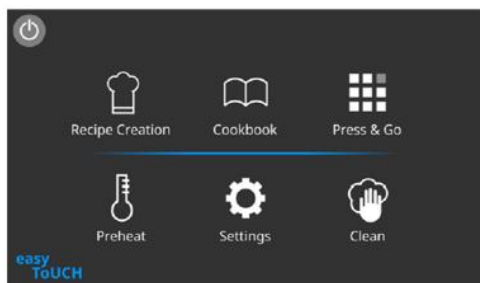 Recipe Creation
Cookbook
Press & Go
Preheat
Settings
Clean
easy
ToUCH